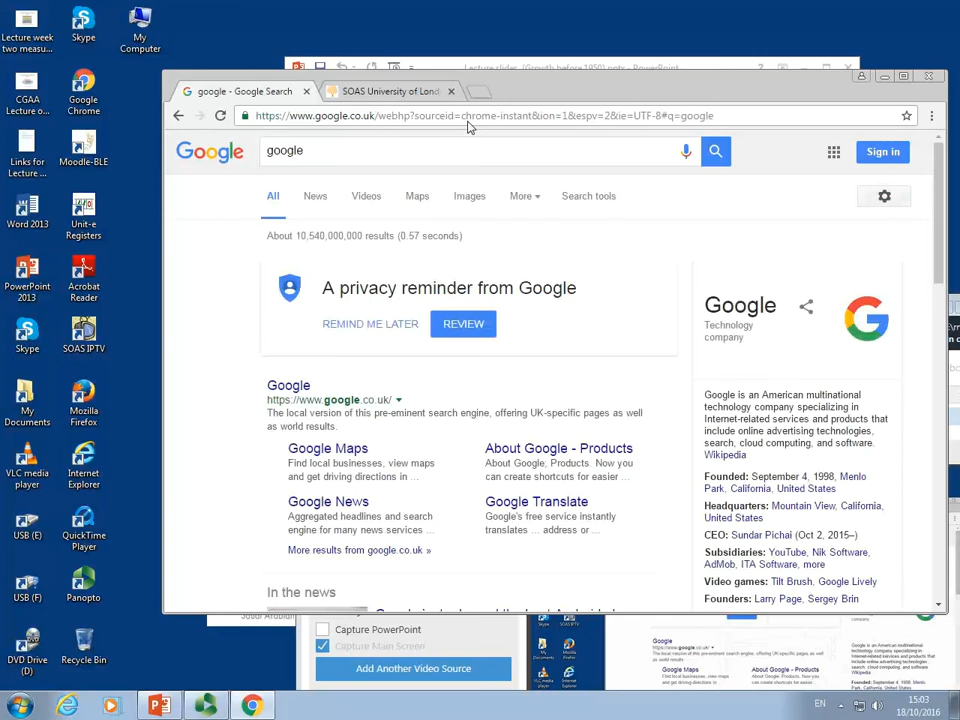 Lecture week
two measu...
Skype
My
Computer
CGAA
Lecture o...
Google
Chrome
Links for
Lecture ...
Moodle-BLE
Word 2013
Unit-e
Registers
PowerPoint
2013
Acrobat
Reader
Skype
SOAS IPTV
My
Documents
Mozilla
Firefox
VLC media
player
Internet
Explorer
USB (E)
QuickTime
Player
USB (F)
Panopto
DVD Drive
(D)
Recycle Bin
Lecture slides (Growth before 1950).pptx - PowerPoint
google - Google Search
SOAS University of Lond
https://www.google.co.uk/webhp?sourceid=chrome-instant&ion=1&espv=2&ie=UTF-8#q=google
Google
google
Sign in
All
News
Videos
Maps
Images
More
Search tools
About 10,540,000,000 results (0.57 seconds)
A privacy reminder from Google
REMIND ME LATER
REVIEW
Google
https://www.google.co.uk/
The local version of this pre-eminent search engine, offering UK-specific pages as well
as world results.
Google Maps
Find local businesses, view maps
and get driving directions in ...
About Google - Products
About Google, Products. Now you
can create shortcuts for easier ...
Google News
Aggregated headlines and search
engine for many news services ...
Google Translate
Google's free service instantly
translates ... address or ...
More results from google.co.uk »
In the news
Google
Technology
company
Google is an American multinational
technology company specializing in
Internet-related services and products
that include online advertising technologies,
search, cloud computing, and software.
Wikipedia
Founded: September 4, 1998, Menlo
Park, California, United States
Headquarters: Mountain View, California,
United States
CEO: Sundar Pichai (Oct 2, 2015–)
Subsidiaries: YouTube, Nik Software,
AdMob, ITA Software, more
Video games: Tilt Brush, Google Lively
Founders: Larry Page, Sergey Brin
Capture PowerPoint
Capture Main Screen
Add Another Video Source
EN
15:03
18/10/2016